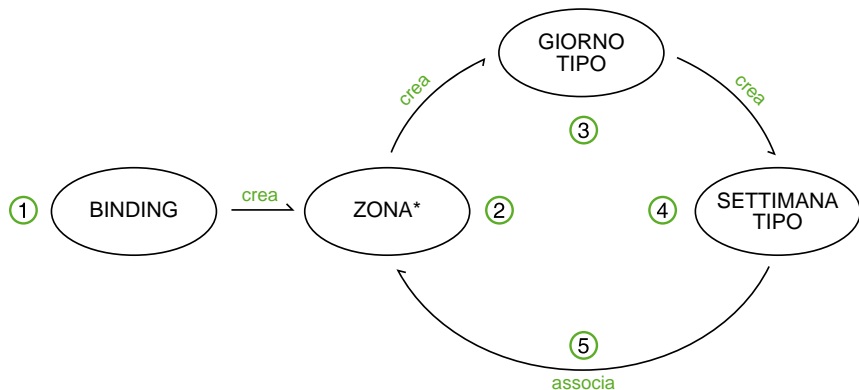 GIORNO
TIPO
crea
crea
3
1
BINDING
crea
ZONA*
2
4
SETTIMANA
TIPO
5
associa